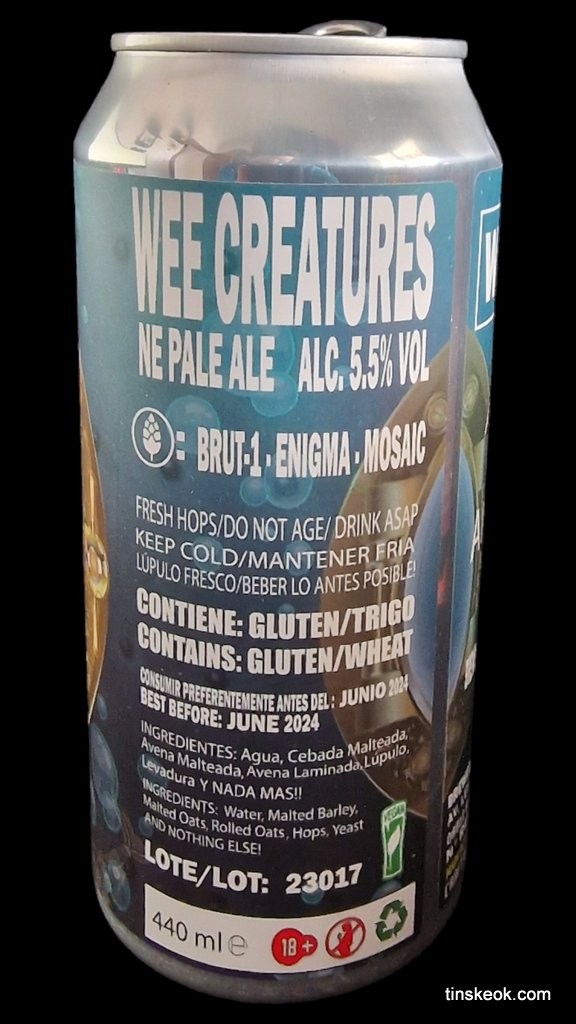 WEE CREATURES
NE PALE ALE ALC. 5.5% VOL
: BRUT-1 · ENIGMA · MOSAIC
FRESH HOPS/DO NOT AGE/ DRINK ASAP
KEEP COLD/MANTENER FRIA
LÚPULO FRESCO/BEBER LO ANTES POSIBLE!
CONTIENE: GLUTEN/TRIGO
CONTAINS: GLUTEN/WHEAT
CONSUMIR PREFERENTEMENTE ANTES DEL: JUNIO 2024
BEST BEFORE: JUNE 2024
INGREDIENTES: Agua, Cebada Malteada,
Avena Malteada, Avena Laminada, Lúpulo,
Levadura Y NADA MAS!!
INGREDIENTS: Water, Malted Barley,
Malted Oats, Rolled Oats, Hops, Yeast
AND NOTHING ELSE!
VEGAN
LOTE/LOT: 23017
440 ml e
18+
tinskeok.com